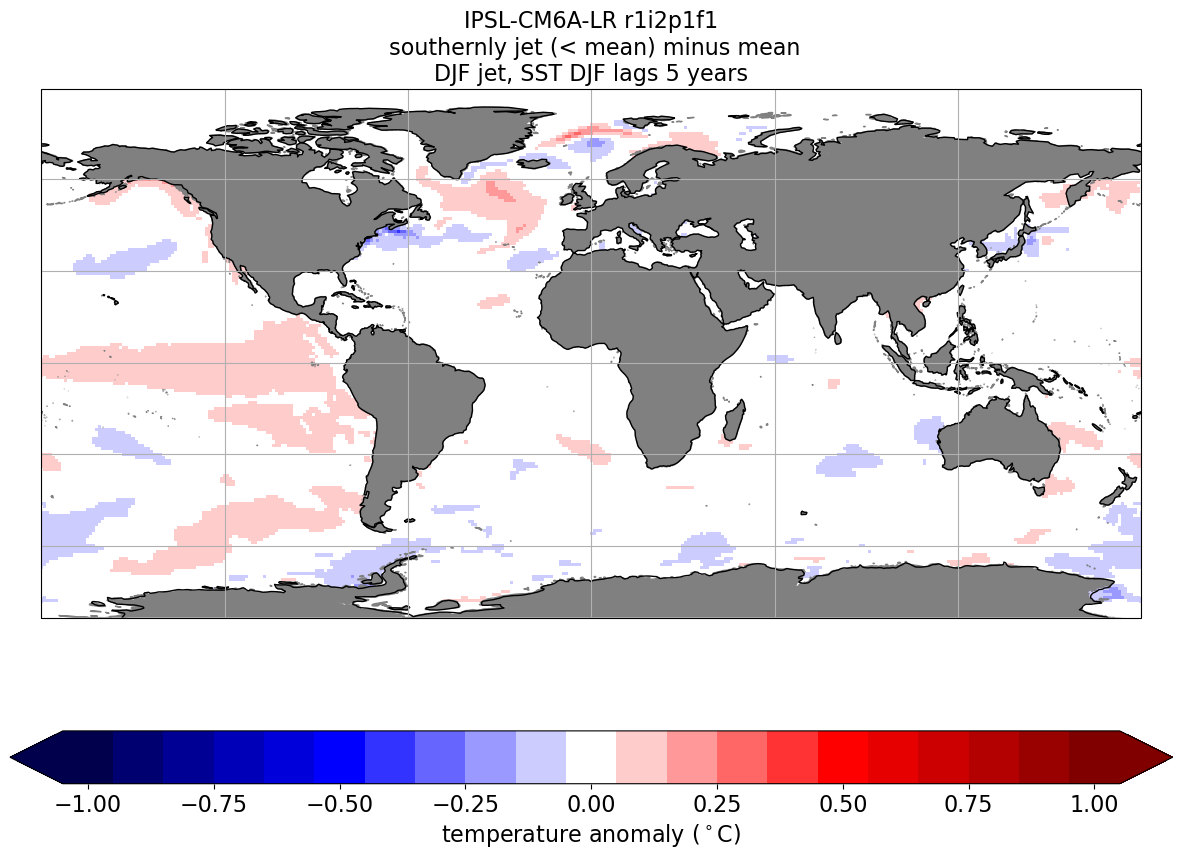 IPSL-CM6A-LR r1i2p1f1
southernly jet (< mean) minus mean
DJF jet, SST DJF lags 5 years
−1.00 −0.75 −0.50 −0.25 0.00 0.25 0.50 0.75 1.00
temperature anomaly (°C)